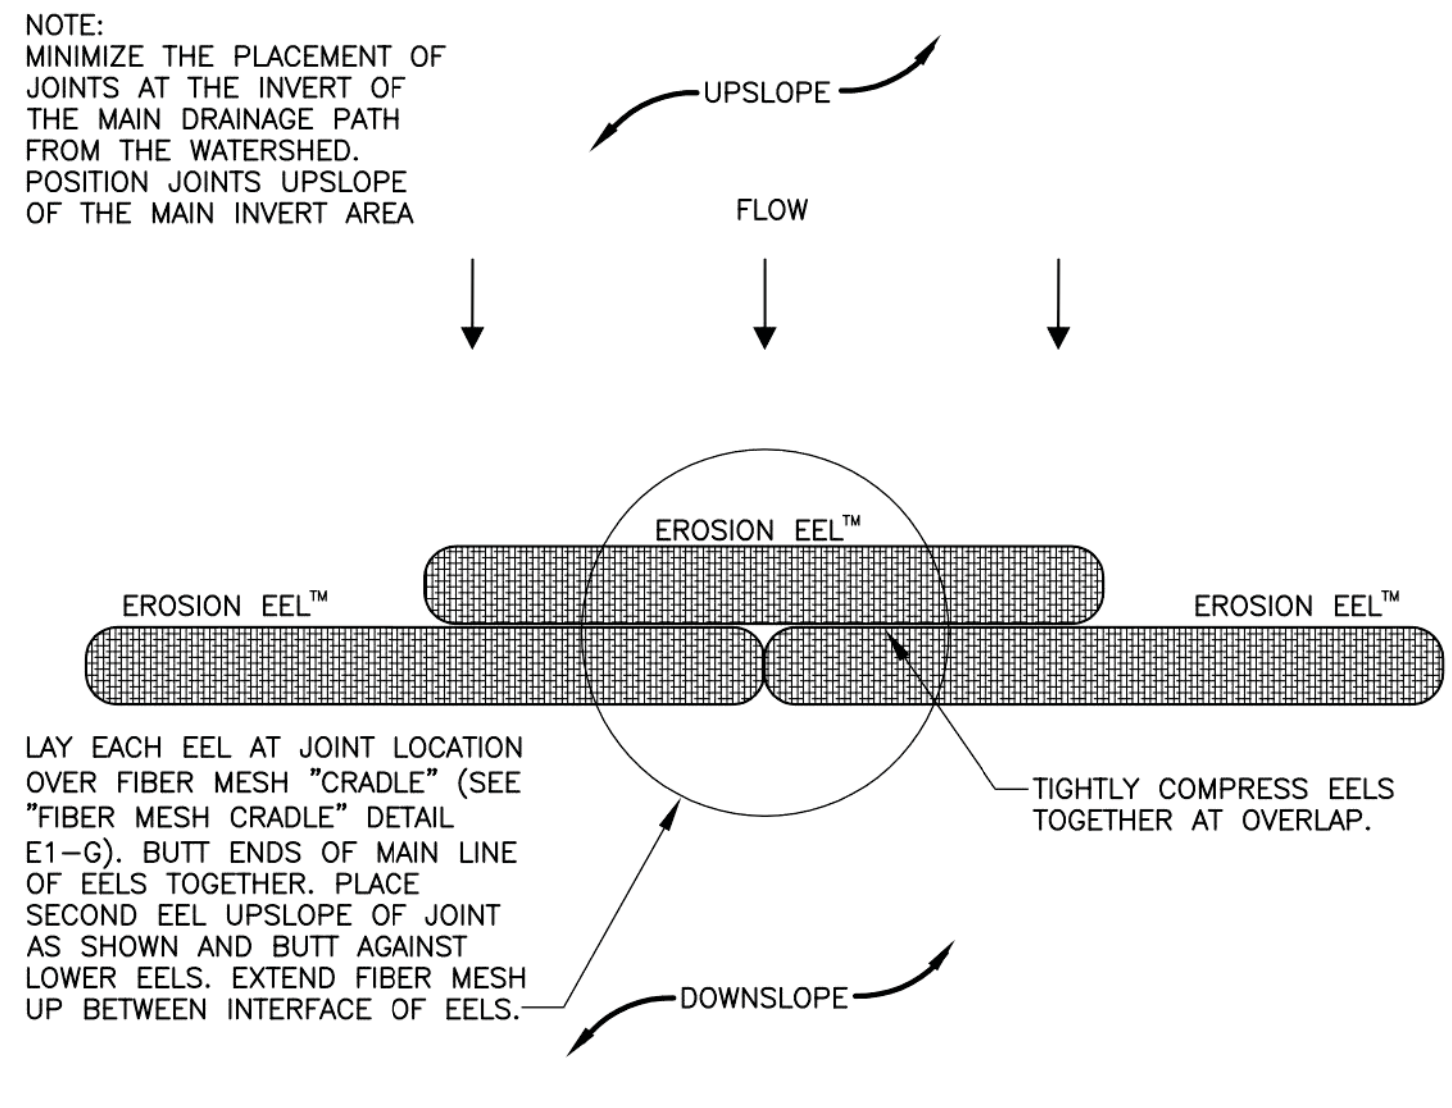 NOTE:
MINIMIZE THE PLACEMENT OF
JOINTS AT THE INVERT OF
THE MAIN DRAINAGE PATH
FROM THE WATERSHED.
POSITION JOINTS UPSLOPE
OF THE MAIN INVERT AREA
UPSLOPE
FLOW
EROSION EEL™
EROSION EEL™
EROSION EEL™
LAY EACH EEL AT JOINT LOCATION
OVER FIBER MESH "CRADLE" (SEE
"FIBER MESH CRADLE" DETAIL
E1-G). BUTT ENDS OF MAIN LINE
OF EELS TOGETHER. PLACE
SECOND EEL UPSLOPE OF JOINT
AS SHOWN AND BUTT AGAINST
LOWER EELS. EXTEND FIBER MESH
UP BETWEEN INTERFACE OF EELS.
TIGHTLY COMPRESS EELS
TOGETHER AT OVERLAP.
DOWNSLOPE